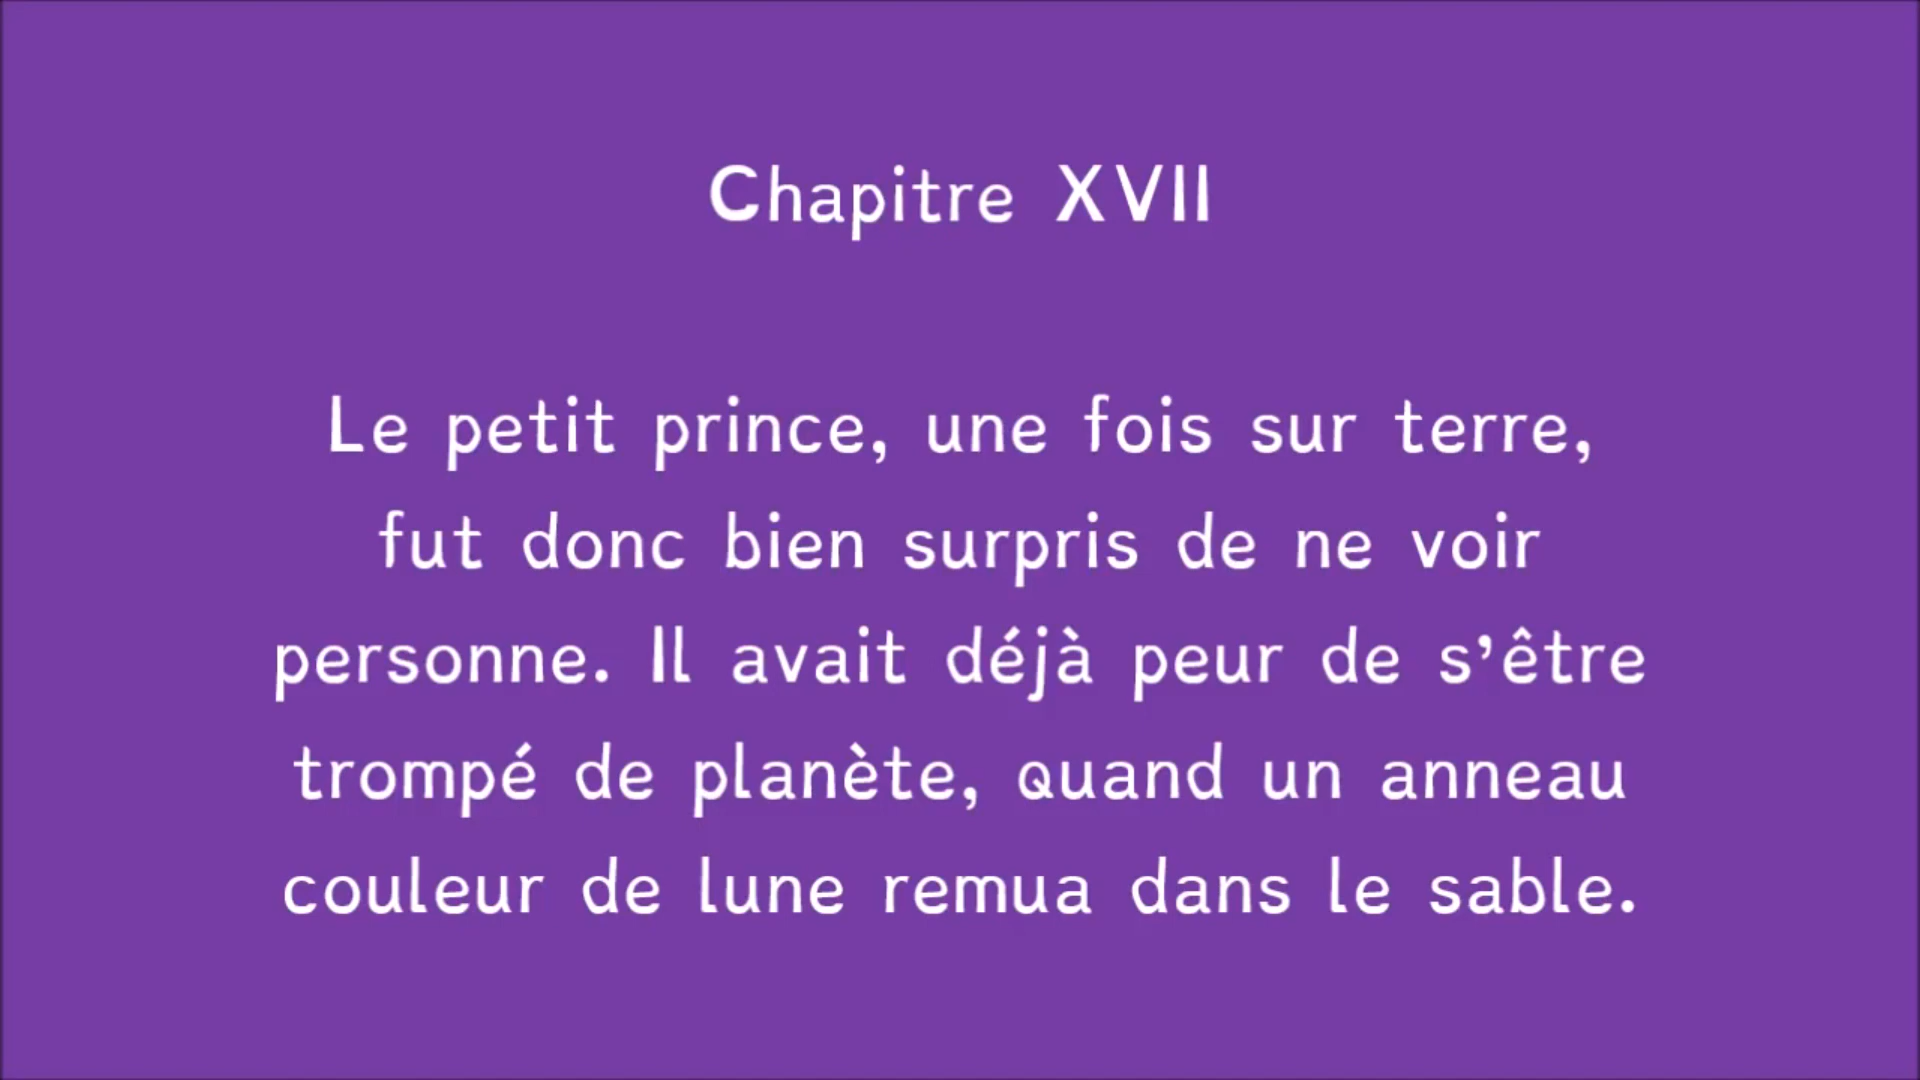 Chapitre XVII
Le petit prince, une fois sur terre,
fut donc bien surpris de ne voir
personne. Il avait déjà peur de s’être
trompé de planète, quand un anneau
couleur de lune remua dans le sable.